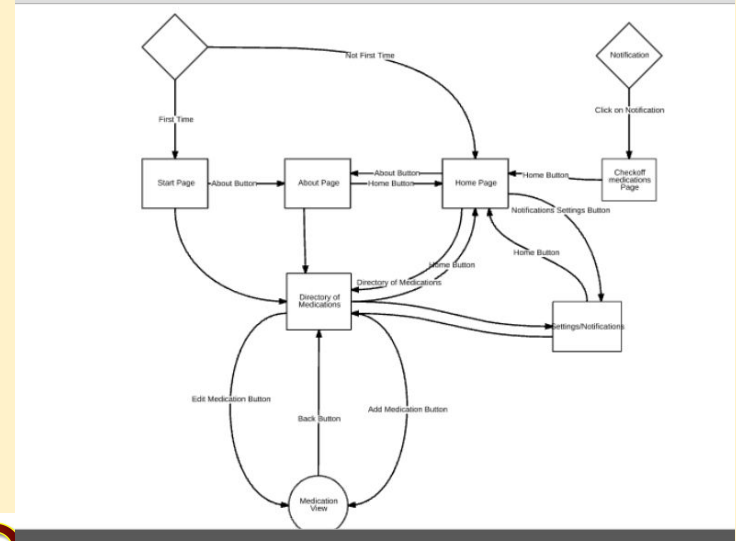 Not First Time
Notification
First Time
Click on Notification
Start Page
About Button
About Page
About Button
Home Button
Home Page
Home Button
Checkoff
medications
Page
Notifications Settings Button
Home Button
Home Button
Directory of Medications
Directory of
Medications
Settings/Notifications
Edit Medication Button
Back Button
Add Medication Button
Medication
View